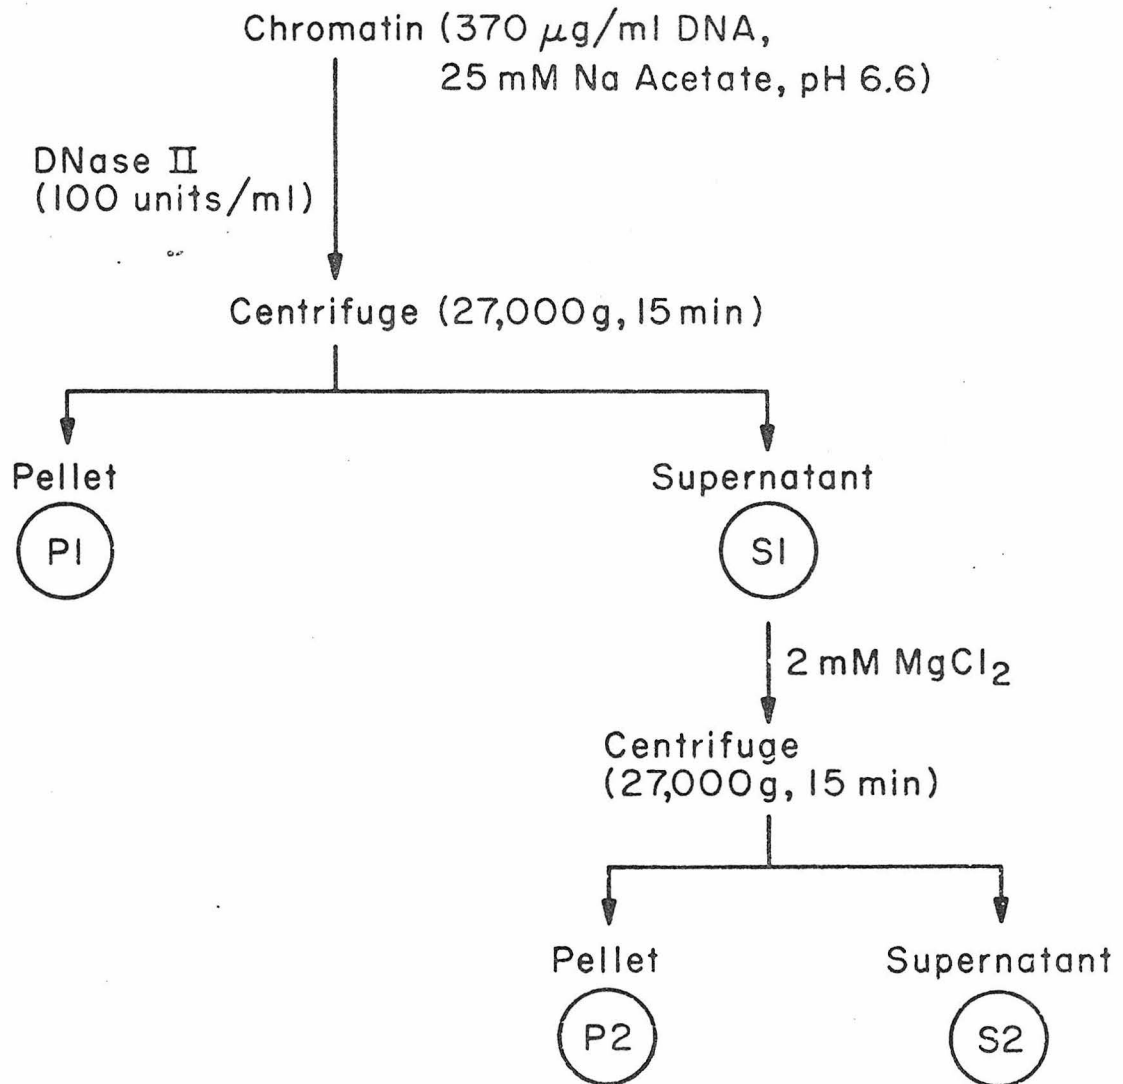 Chromatin (370 μg/ml DNA,
25 mM Na Acetate, pH 6.6)
DNase II
(100 units/ml)
Centrifuge (27,000g, 15 min)
Pellet
P1
Supernatant
S1
2 mM MgCl₂
Centrifuge
(27,000g, 15 min)
Pellet
P2
Supernatant
S2